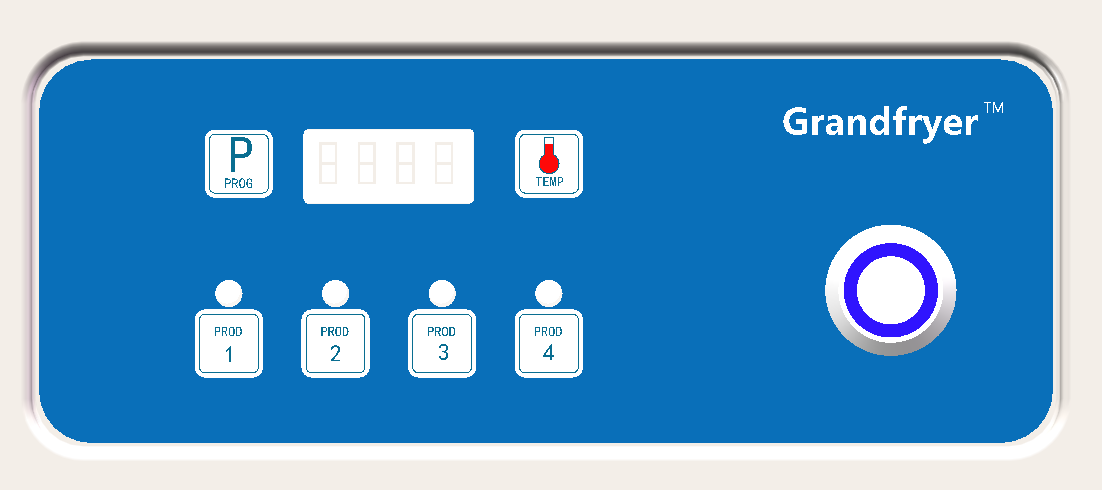 Grandfryer™
P
PROG
TEMP
PROD
1
PROD
2
PROD
3
PROD
4